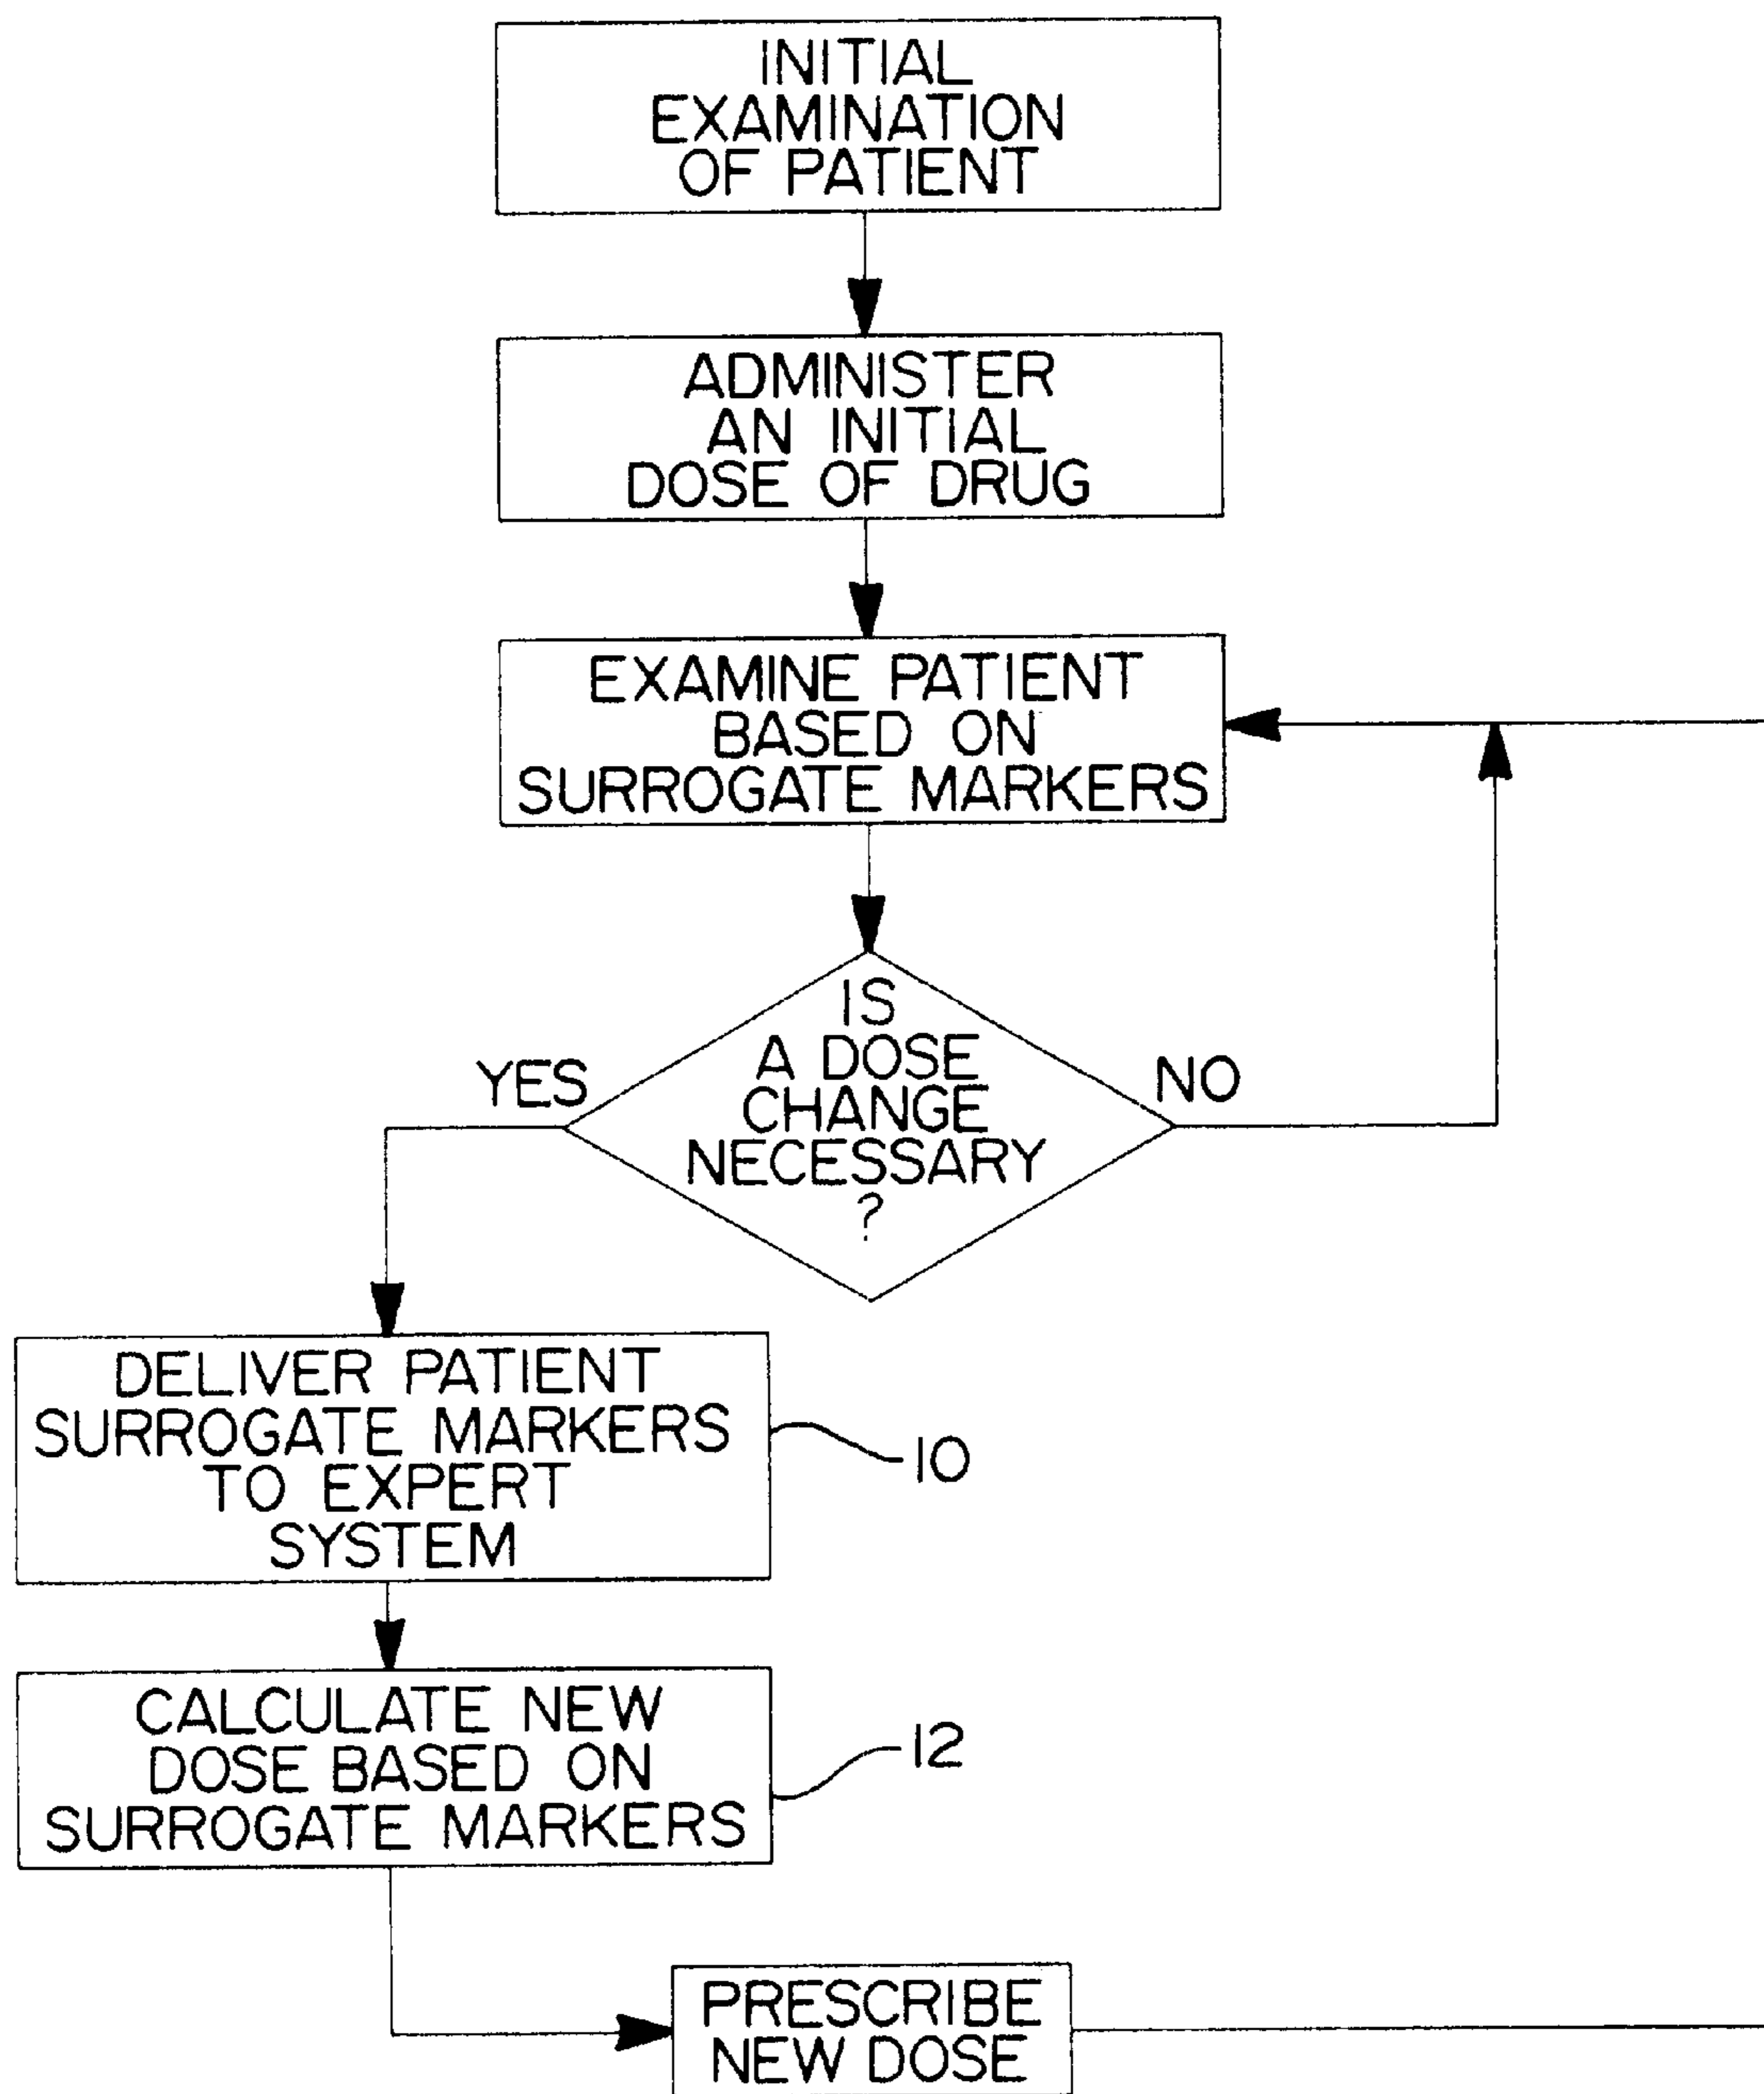 INITIAL
EXAMINATION
OF PATIENT
ADMINISTER
AN INITIAL
DOSE OF DRUG
EXAMINE PATIENT
BASED ON
SURROGATE MARKERS
IS
A DOSE
CHANGE
NECESSARY
?
YES
NO
DELIVER PATIENT
SURROGATE MARKERS
TO EXPERT
SYSTEM
10
CALCULATE NEW
DOSE BASED ON
SURROGATE MARKERS
12
PRESCRIBE
NEW DOSE